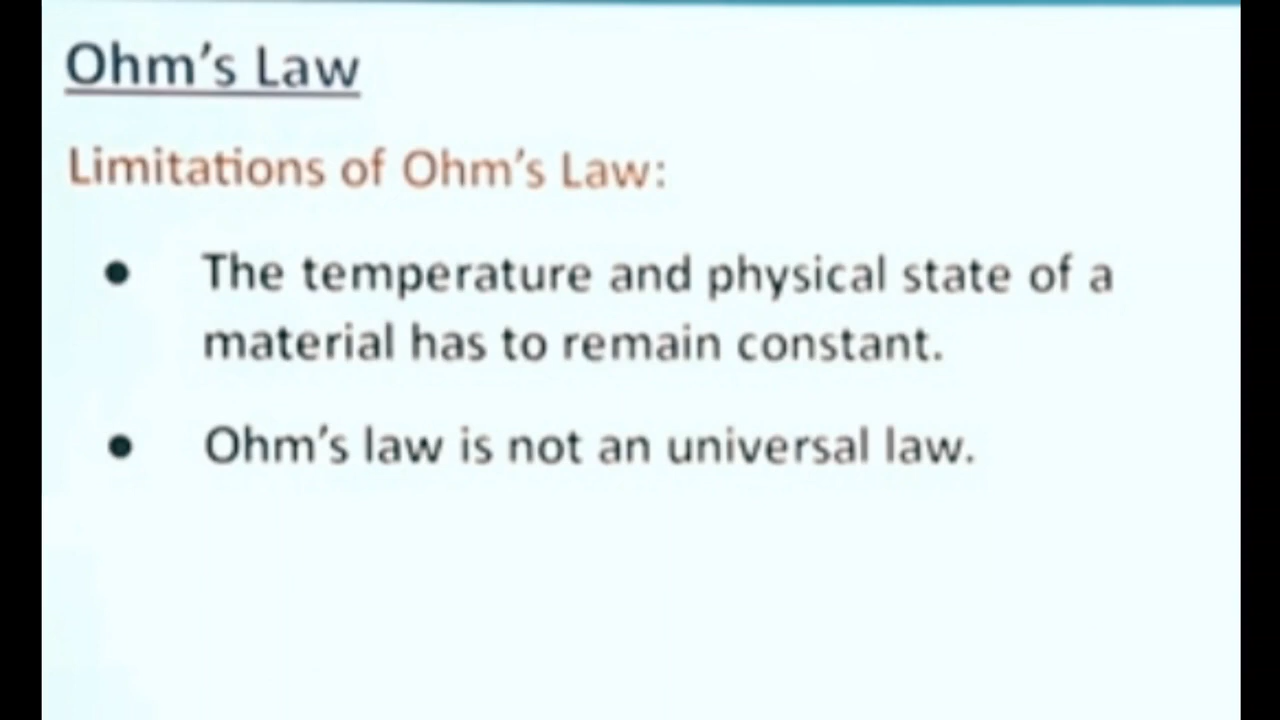 Ohm's Law
Limitations of Ohm's Law:
● The temperature and physical state of a
material has to remain constant.
● Ohm's law is not an universal law.